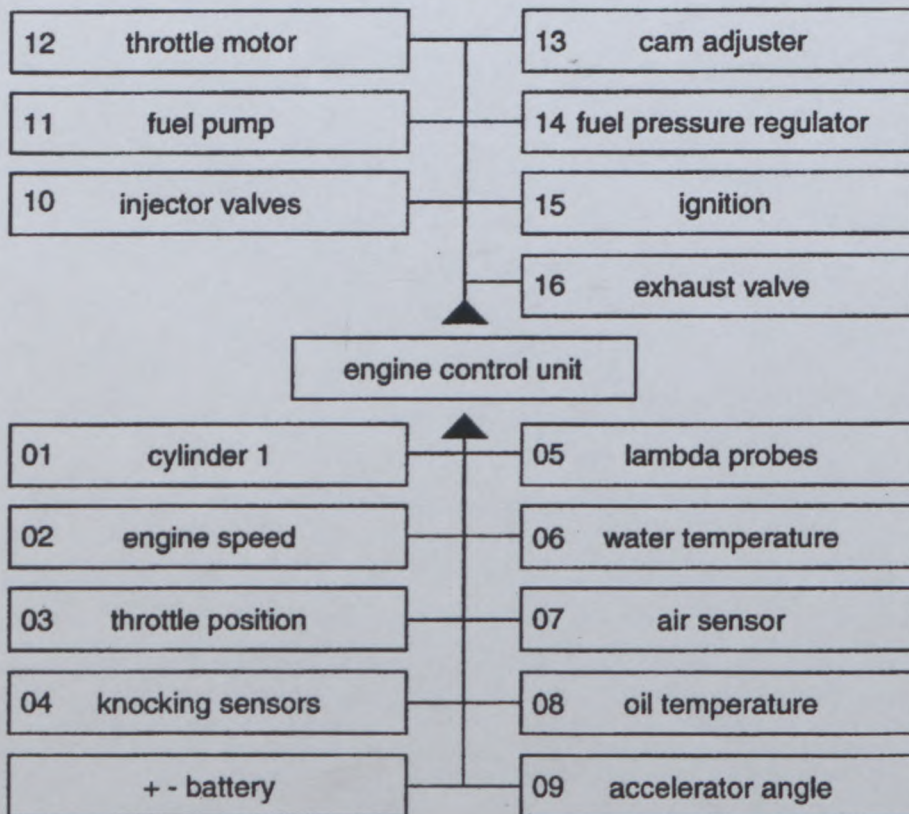 12 throttle motor
13 cam adjuster
11 fuel pump
14 fuel pressure regulator
10 injector valves
15 ignition
16 exhaust valve
engine control unit
01 cylinder 1
05 lambda probes
02 engine speed
06 water temperature
03 throttle position
07 air sensor
04 knocking sensors
08 oil temperature
+ - battery
09 accelerator angle